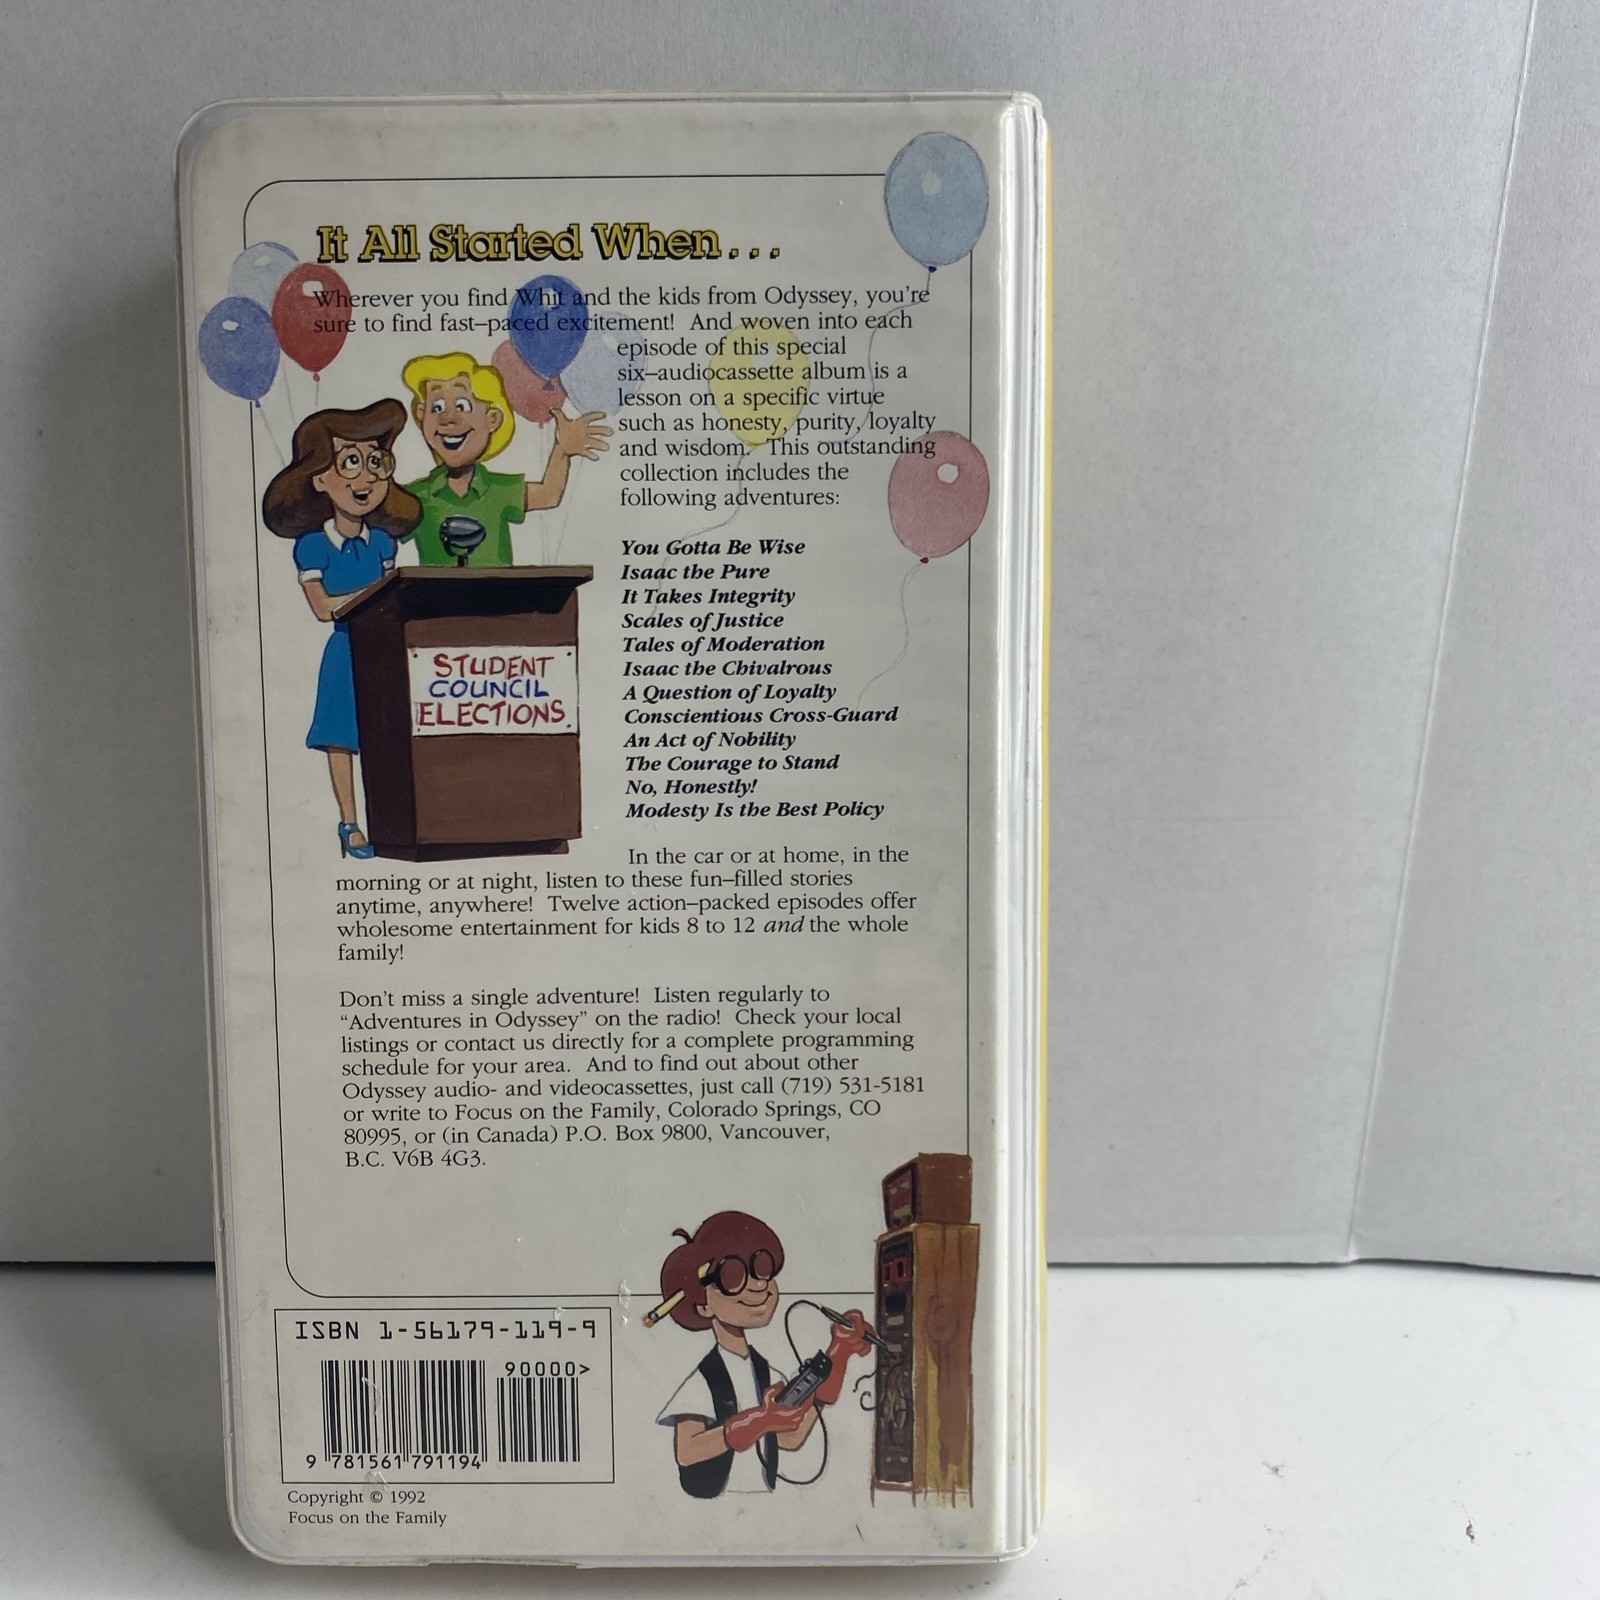 It All Started When...
Wherever you find Whit and the kids from Odyssey, you're
sure to find fast–paced excitement! And woven into each
episode of this special
six–audiocassette album is a
lesson on a specific virtue
such as honesty, purity, loyalty
and wisdom. This outstanding
collection includes the
following adventures:
You Gotta Be Wise
Isaac the Pure
It Takes Integrity
Scales of Justice
Tales of Moderation
Isaac the Chivalrous
A Question of Loyalty
Conscientious Cross-Guard
An Act of Nobility
The Courage to Stand
No, Honestly!
Modesty Is the Best Policy
STUDENT
COUNCIL
ELECTIONS
In the car or at home, in the
morning or at night, listen to these fun–filled stories
anytime, anywhere! Twelve action–packed episodes offer
wholesome entertainment for kids 8 to 12 and the whole
family!
Don't miss a single adventure! Listen regularly to
“Adventures in Odyssey” on the radio! Check your local
listings or contact us directly for a complete programming
schedule for your area. And to find out about other
Odyssey audio- and videocassettes, just call (719) 531-5181
or write to Focus on the Family, Colorado Springs, CO
80995, or (in Canada) P.O. Box 9800, Vancouver,
B.C. V6B 4G3.
ISBN 1-56179-119-9
90000>
9 781561 791194
Copyright © 1992
Focus on the Family